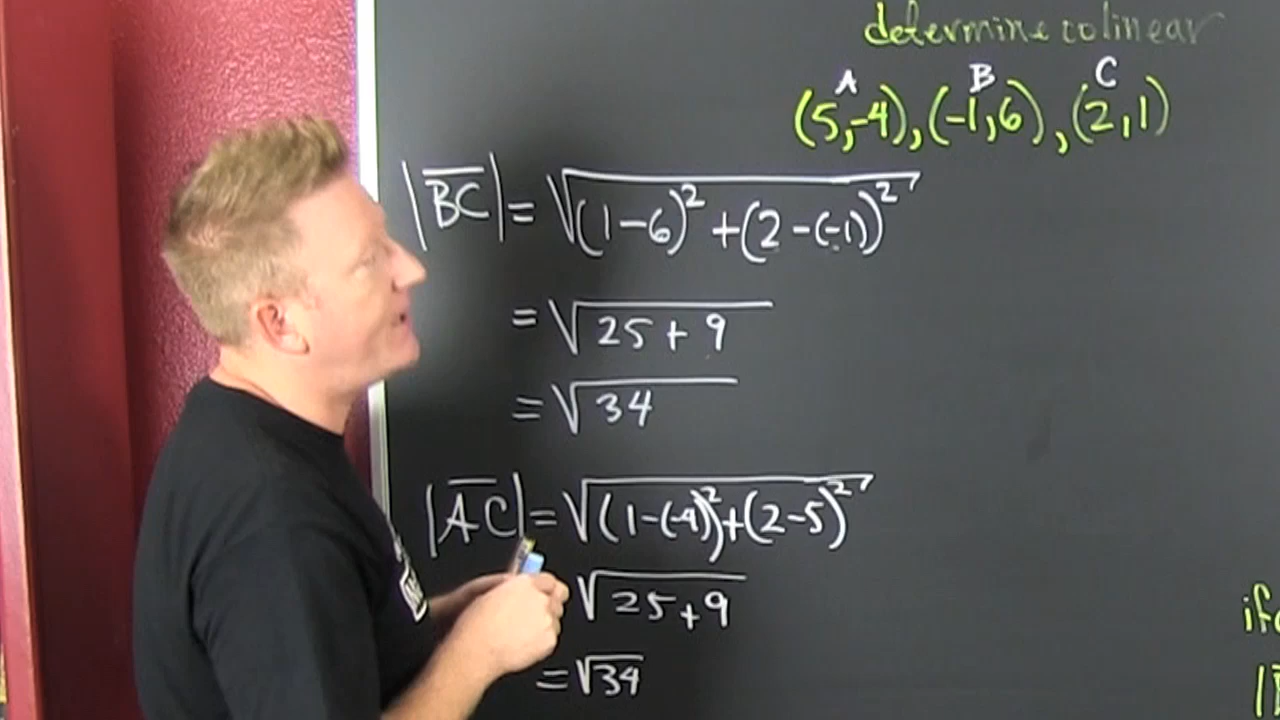 determine colinear
A B C
(5,-4), (-1,6), (2,1)
|BC| = √(1-6)² + (2-(-1))²
= √25 + 9
= √34
|AC| = √(1-(-4))² + (2-5)²
√25+9
= √34